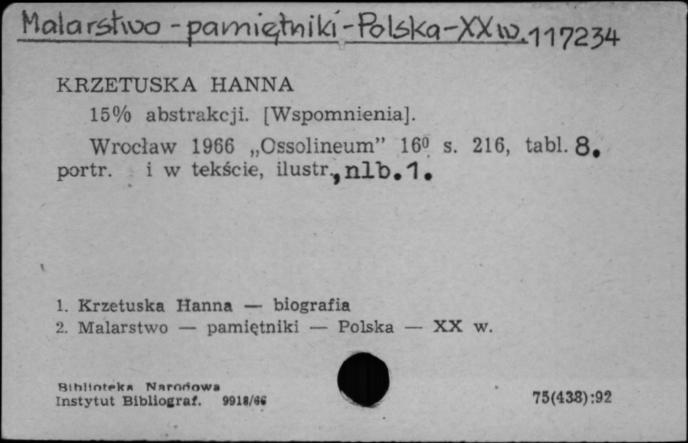 Malarstwo - pamiętniki - Polska - XX w. 117234
KRZETUSKA HANNA
15% abstrakcji. [Wspomnienia].
Wrocław 1966 „Ossolineum” 16⁰ s. 216, tabl. 8.
portr. i w tekście, ilustr., nlb. 1.
1. Krzetuska Hanna — biografia
2. Malarstwo — pamiętniki — Polska — XX w.
Biblioteka Narodowa
Instytut Bibliograf. 9918/66
75(438):92